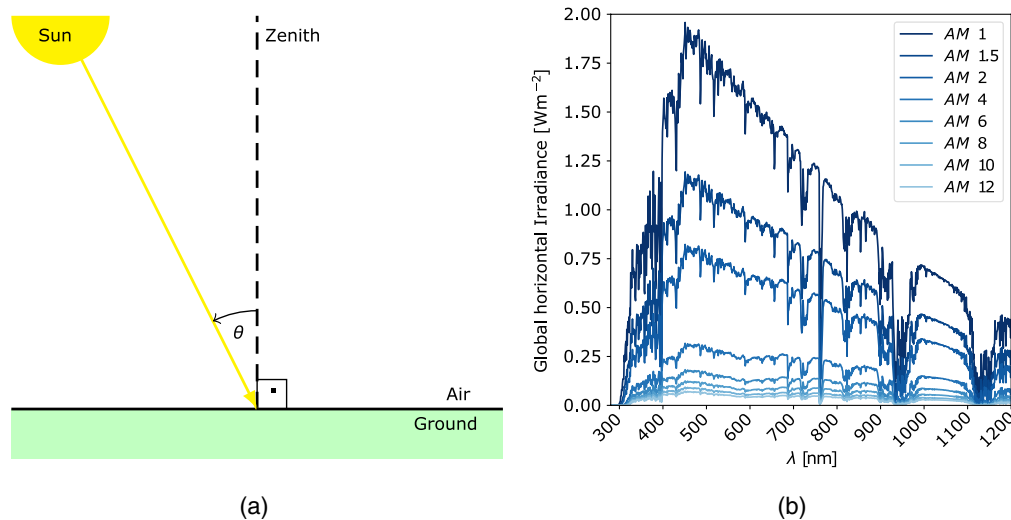 Sun
Zenith
θ
Air
Ground
(a)
Global horizontal Irradiance [Wm⁻²]
2.00
1.75
1.50
1.25
1.00
0.75
0.50
0.25
0.00
300 400 500 600 700 800 900 1000 1100 1200
λ [nm]
AM 1
AM 1.5
AM 2
AM 4
AM 6
AM 8
AM 10
AM 12
(b)